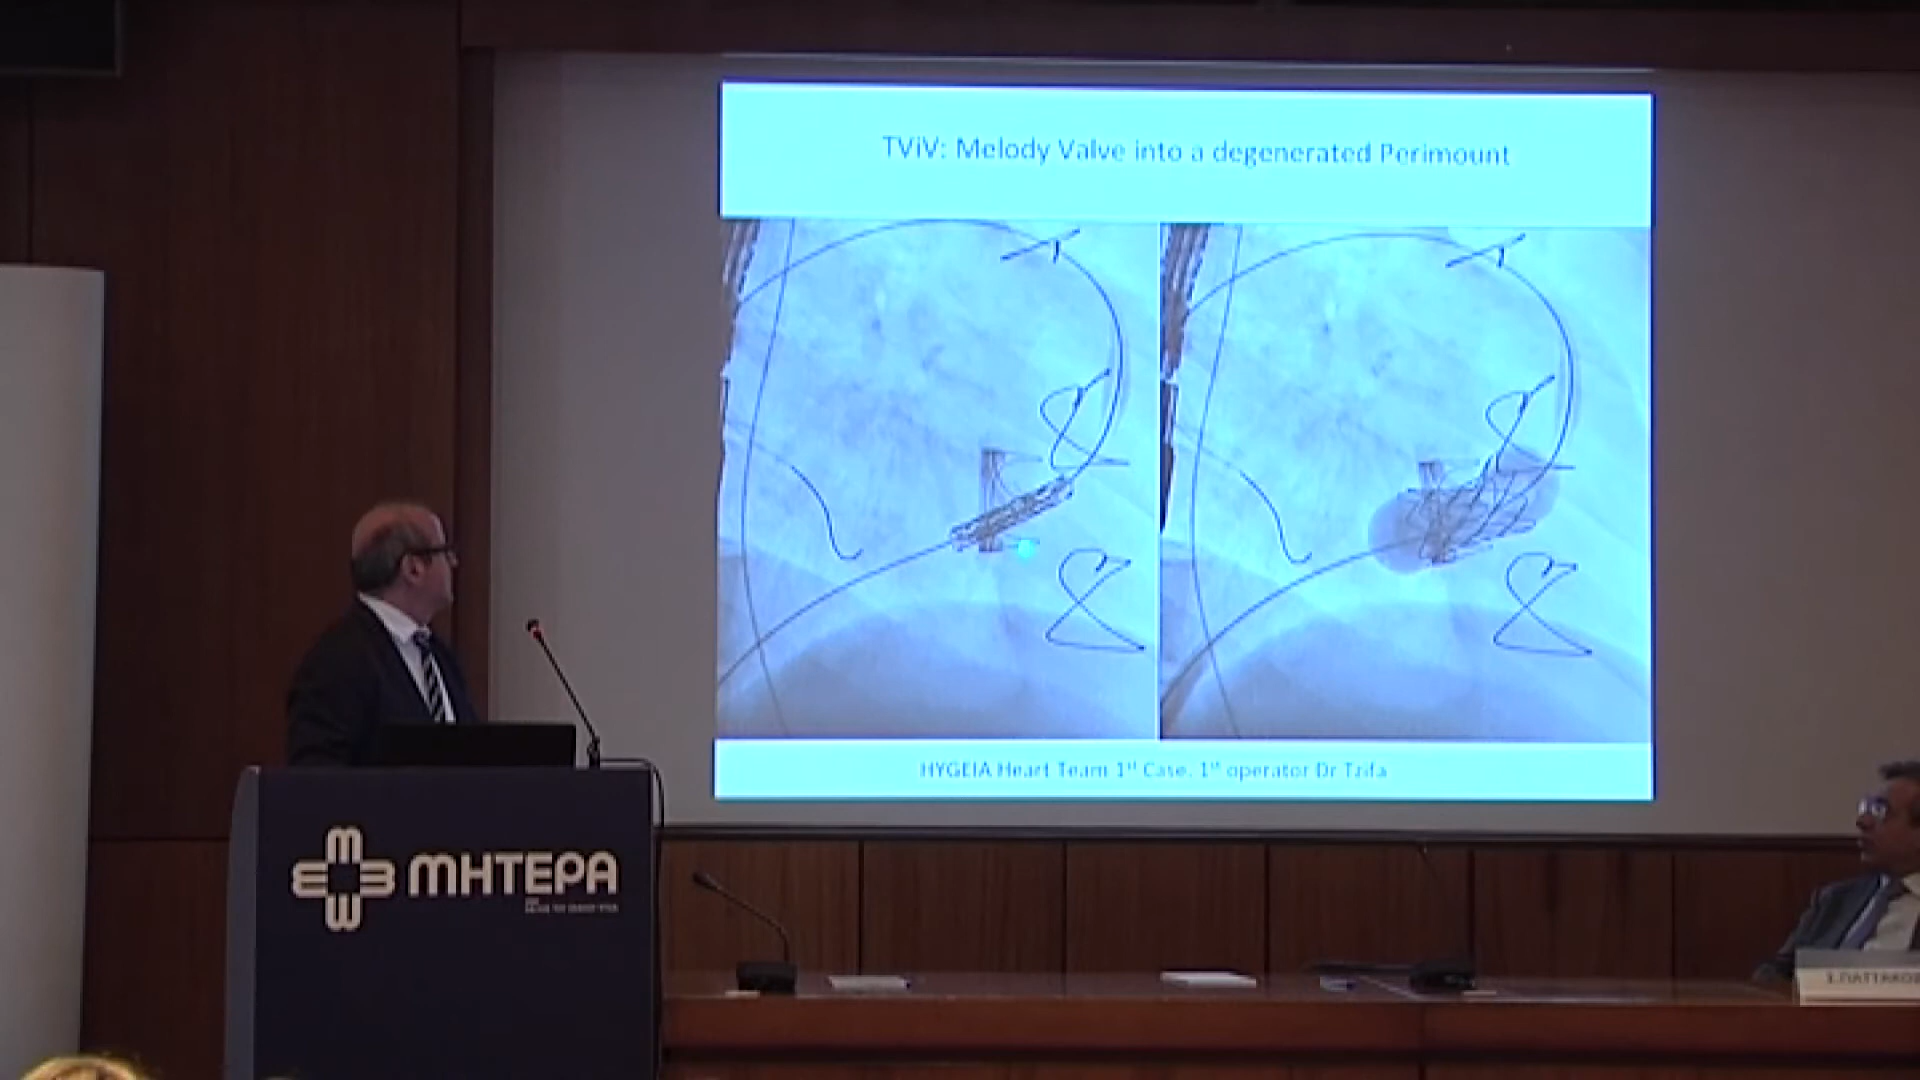 TViV: Melody Valve into a degenerated Perimount
HYGEIA Heart Team 1st Case. 1st operator Dr Tzifa
ΜΗΤΕΡΑ